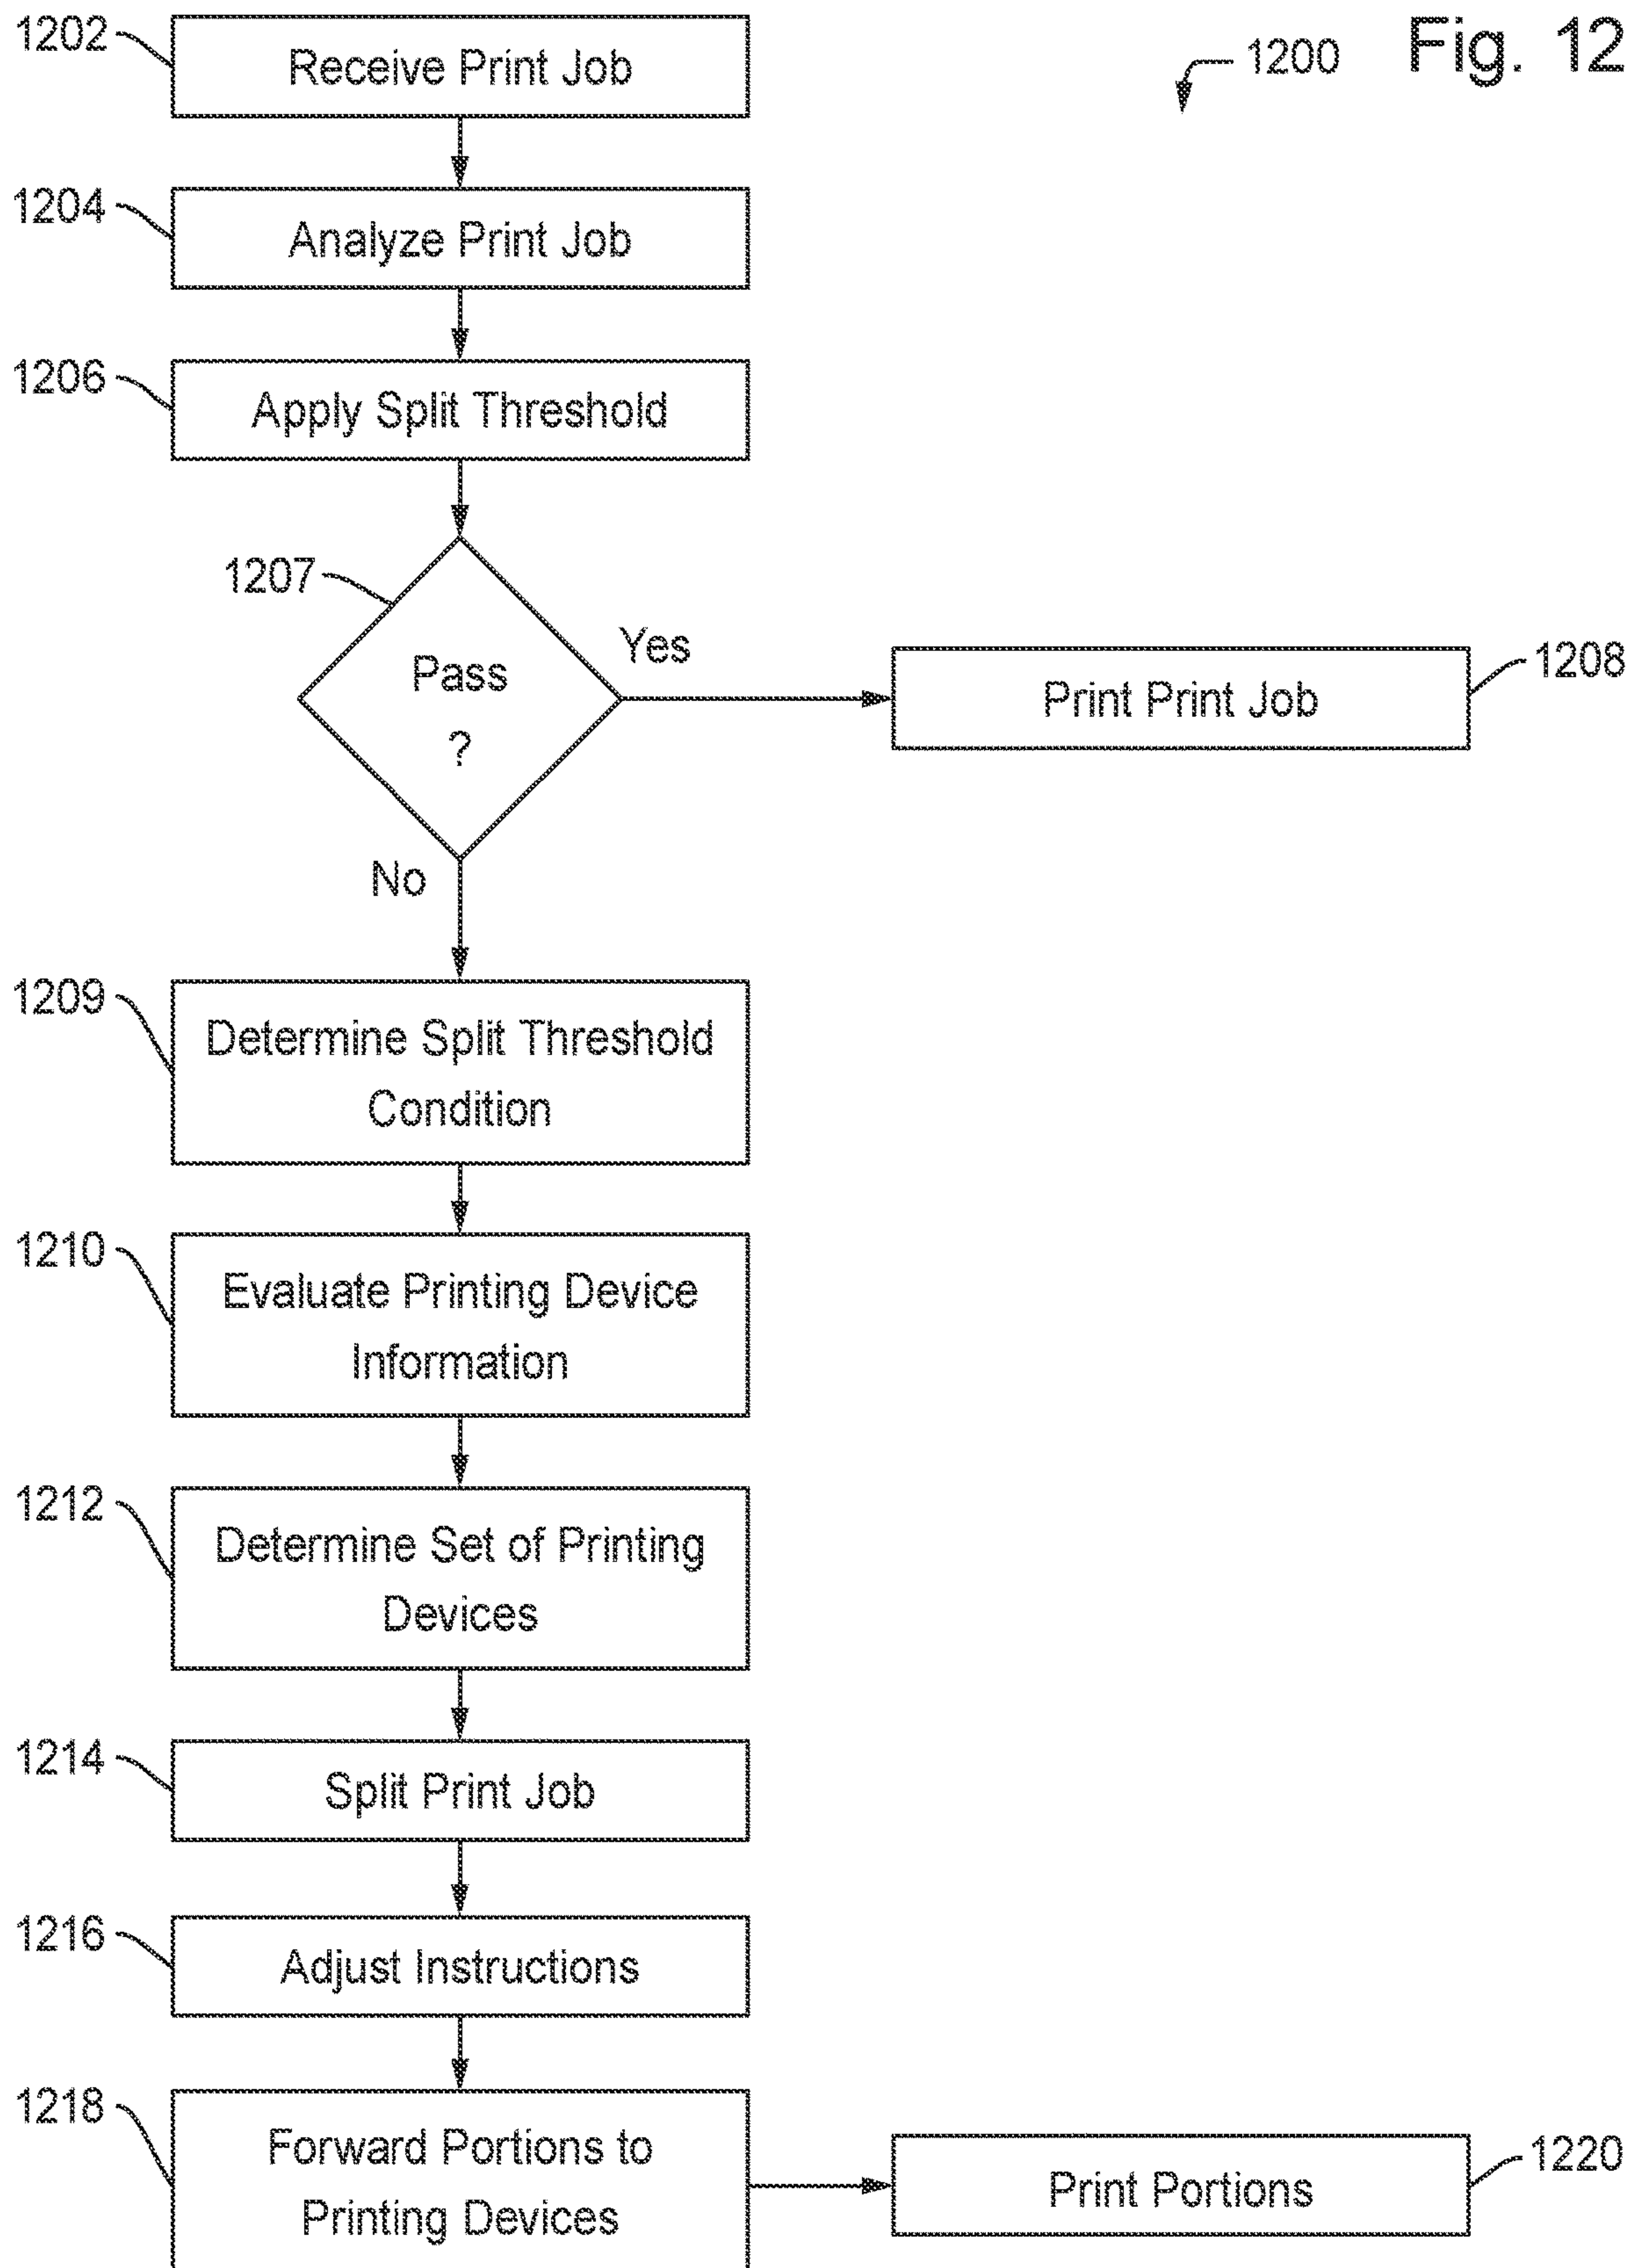 Fig. 12
1200
1202
Receive Print Job
1204
Analyze Print Job
1206
Apply Split Threshold
1207
Pass
?
Yes
1208
Print Print Job
No
1209
Determine Split Threshold
Condition
1210
Evaluate Printing Device
Information
1212
Determine Set of Printing
Devices
1214
Split Print Job
1216
Adjust Instructions
1218
Forward Portions to
Printing Devices
1220
Print Portions